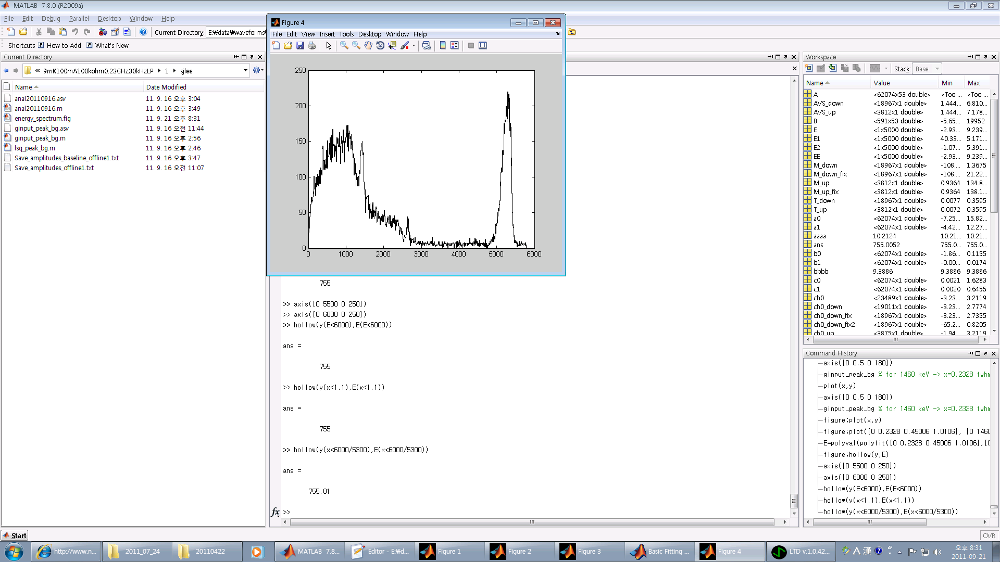 MATLAB 7.8.0 (R2009a)
File Edit Debug Parallel Desktop Window Help
Current Directory: E:₩data₩waveforms₩
Shortcuts How to Add What's New
Current Directory
« 9mK100mA100kohm0.23GHz30kHzLP 1 sjlee
Name Date Modified
anal20110916.asv 11. 9. 16 오후 3:04
anal20110916.m 11. 9. 16 오후 3:49
energy_spectrum.fig 11. 9. 21 오후 8:31
ginput_peak_bg.asv 11. 9. 16 오전 11:44
ginput_peak_bg.m 11. 9. 16 오후 2:56
lsq_peak_bg.m 11. 9. 16 오후 2:46
Save_amplitudes_baseline_offline1.txt 11. 9. 16 오후 3:47
Save_amplitudes_offline1.txt 11. 9. 16 오전 11:07
Figure 4
File Edit View Insert Tools Desktop Window Help
250
200
150
100
50
0
0 1000 2000 3000 4000 5000 6000
755
>> axis([0 5500 0 250])
>> axis([0 6000 0 250])
>> hollow(y(E<6000),E(E<6000))
ans =
755
>> hollow(y(x<1.1),E(x<1.1))
ans =
755
>> hollow(y(x<6000/5300),E(x<6000/5300))
ans =
755.01
fx >>
Workspace
Stack: Base
Name Value Min Max
A <62074x53 double> <Too ... <Too ...
AVS_down <18967x1 double> 1.444... 6.810...
AVS_up <3812x1 double> 1.444... 7.178...
B <591x53 double> -5.65... 19952
E <1x5000 double> -2.93... 9.239...
E1 <1x5000 double> 40.33... 5.171...
E2 <1x5000 double> -1.07... 5.391...
EE <1x5000 double> -2.93... 9.239...
M_down <18967x1 double> -108.... 1.3675
M_down_fix <18967x1 double> -108.... 21.22...
M_up <3812x1 double> 0.9364 134.8...
M_up_fix <3812x1 double> 0.9364 138.1...
T_down <18967x1 double> 0.0077 0.3595
T_up <3812x1 double> 0.0072 0.3595
a0 <62074x1 double> -7.25... 15.82...
a1 <62074x1 double> -4.42... 12.27...
aaaa 10.2124 10.21... 10.21...
ans 755.0052 755.0... 755.0...
b0 <62074x1 double> -1.86... 0.1155
b1 <62074x1 double> -0.00... 0.0174
bbbb 9.3886 9.3886 9.3886
c0 <62074x1 double> 0.0021 1.6283
c1 <62074x1 double> 0.0020 0.6455
ch0 <23489x1 double> -3.23... 3.2119
ch0_down <19011x1 double> -3.23... 2.7774
ch0_down_fix <18967x1 double> -3.23... 2.7355
ch0_down_fix2 <18967x1 double> -65.2... 0.8205
ch0_up <3875x1 double> -1.94... 3.2119
Command History
axis([0 0.5 0 180])
ginput_peak_bg % for 1460 keV -> x=0.2328 fwhm
plot(x,y)
axis([0 0.5 0 180])
ginput_peak_bg % for 1460 keV -> x=0.2328 fwhm
figure;plot(x,y)
figure;plot([0 0.2328 0.45006 1.0106], [0 1460
E=polyval(polyfit([0 0.2328 0.45006 1.0106],[0
figure;hollow(y,E)
axis([0 5500 0 250])
axis([0 6000 0 250])
hollow(y(E<6000),E(E<6000))
hollow(y(x<1.1),E(x<1.1))
hollow(y(x<6000/5300),E(x<6000/5300))
Start OVR
http://www.n... 2011_07_24 20110422 MATLAB 7.8... Editor - E:₩d... Figure 1 Figure 2 Figure 3 Basic Fitting ... Figure 4 LTD v.1.0.42... A 漢 오후 8:31
2011-09-21